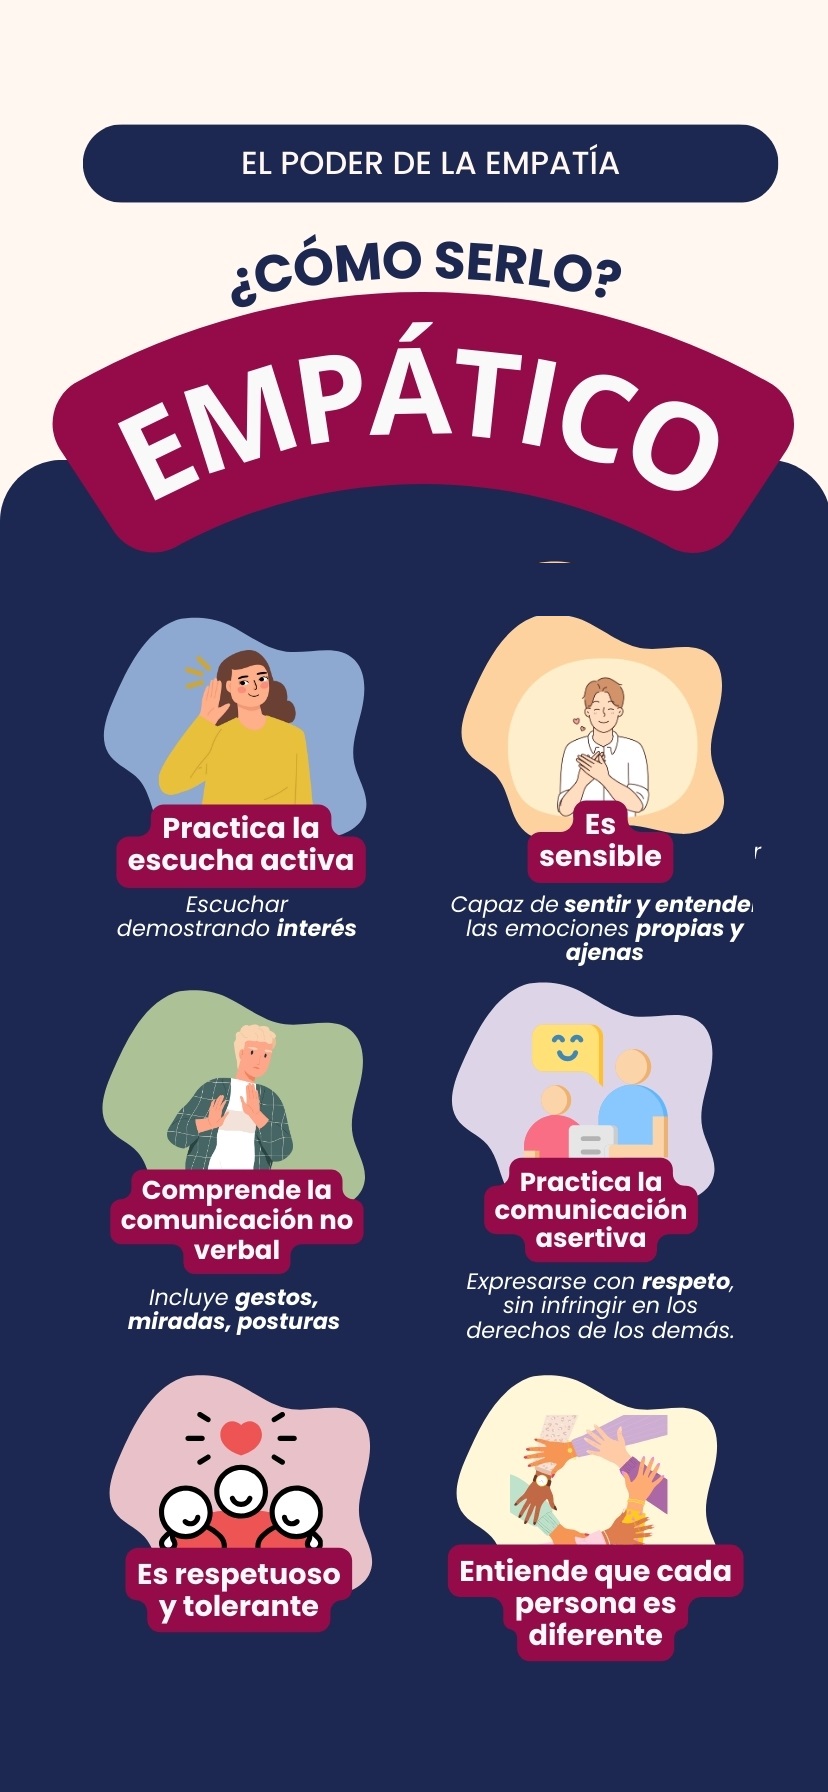 EL PODER DE LA EMPATÍA
¿CÓMO SERLO?
EMPÁTICO
Practica la
escucha activa
Escuchar
demostrando interés
Es
sensible
Capaz de sentir y entender
las emociones propias y
ajenas
Comprende la
comunicación no
verbal
Incluye gestos,
miradas, posturas
Practica la
comunicación
asertiva
Expresarse con respeto,
sin infringir en los
derechos de los demás.
Es respetuoso
y tolerante
Entiende que cada
persona es
diferente